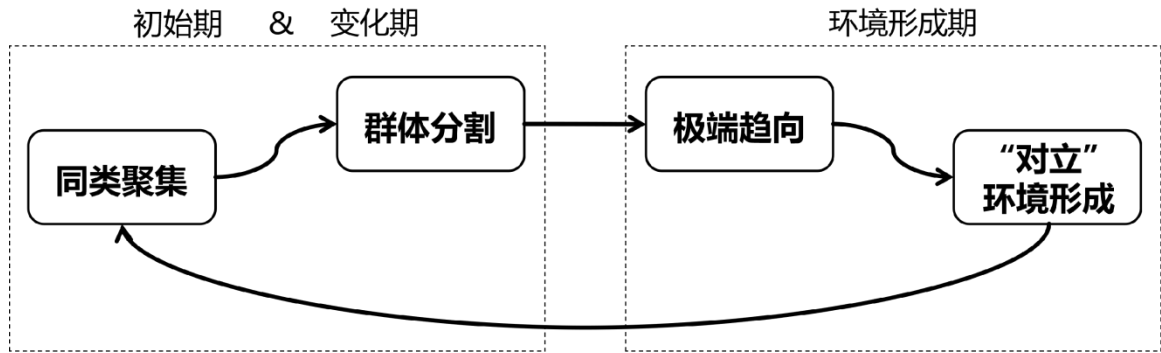 初始期 & 变化期
环境形成期
同类聚集
群体分割
极端趋向
“对立”
环境形成